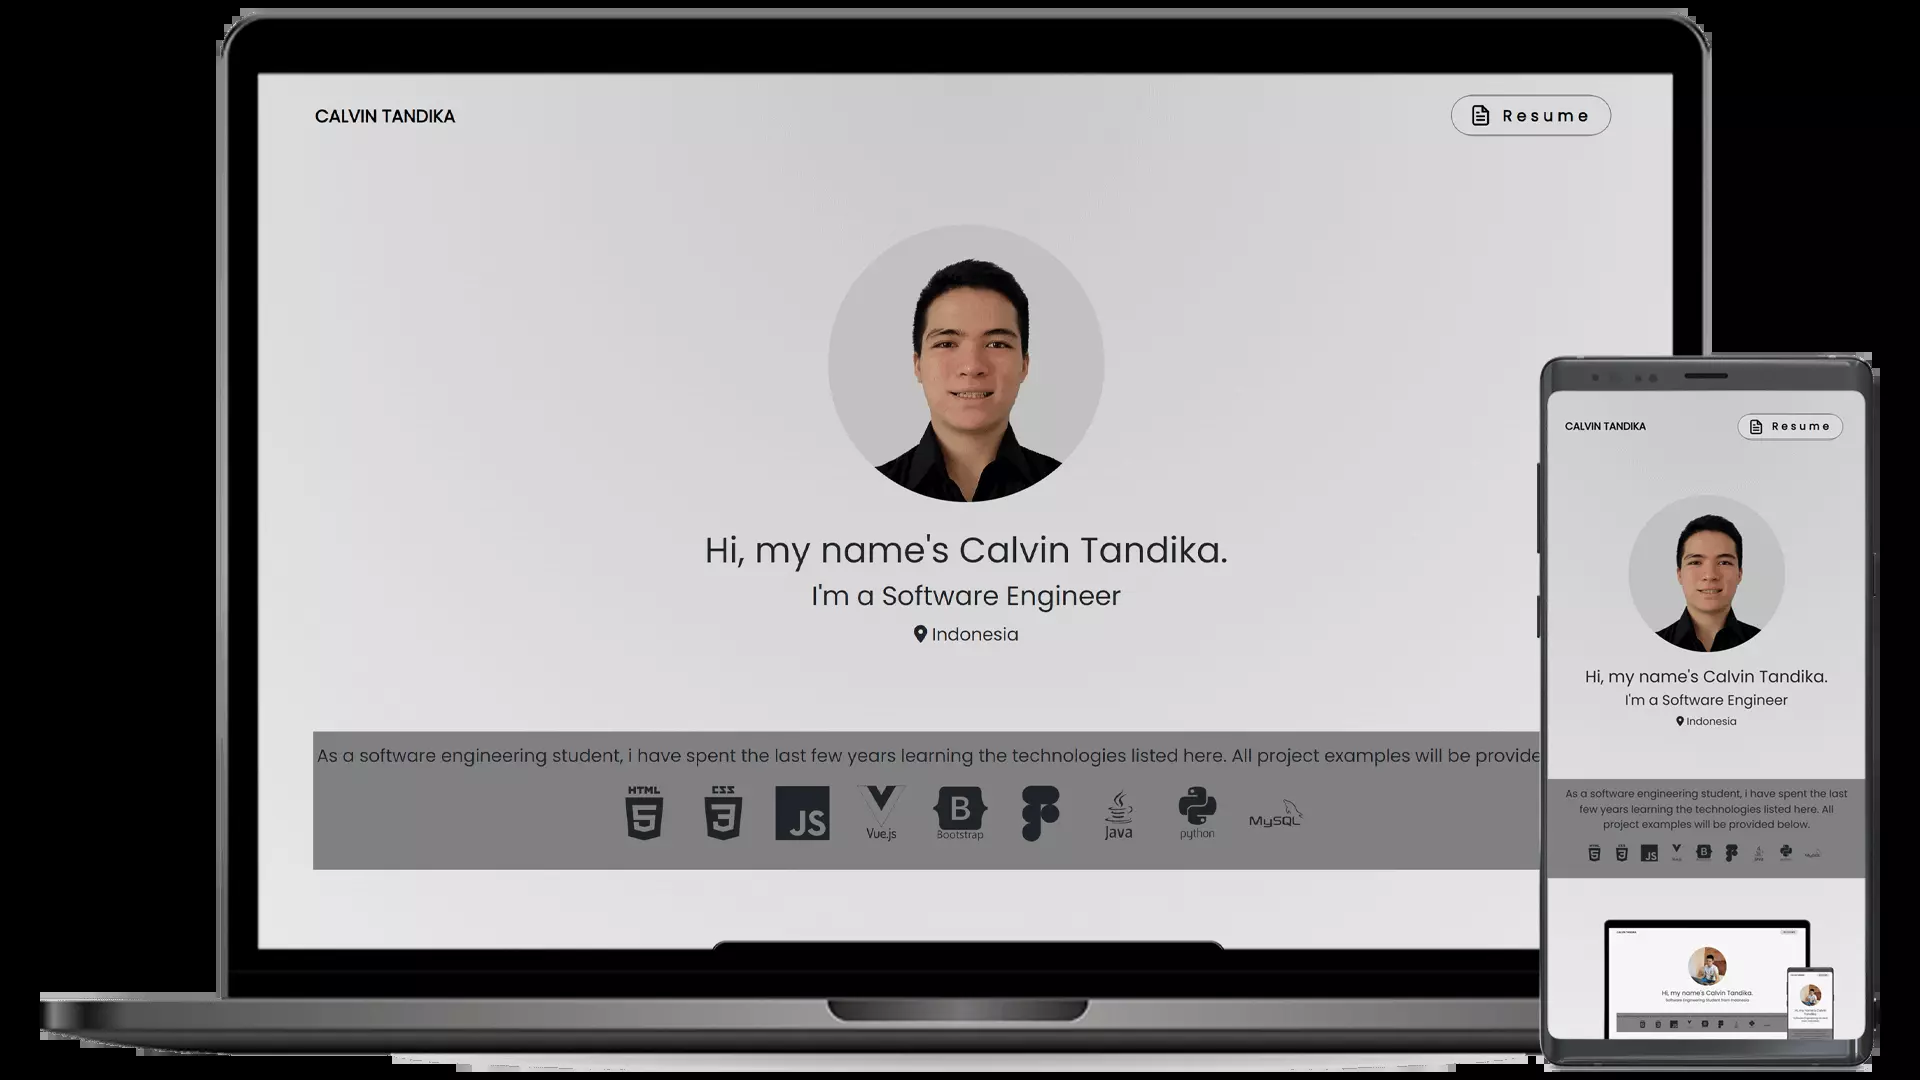 CALVIN TANDIKA
Resume
Hi, my name's Calvin Tandika.
I'm a Software Engineer
Indonesia
As a software engineering student, i have spent the last few years learning the technologies listed here. All project examples will be provide
HTML
5
CSS
3
JS
Vue.js
B
Bootstrap
Java
python
MySQL
CALVIN TANDIKA
Resume
Hi, my name's Calvin Tandika.
I'm a Software Engineer
Indonesia
As a software engineering student, i have spent the last
few years learning the technologies listed here. All
project examples will be provided below.
5
3
JS
B
Hi, my name's Calvin Tandika.
Software Engineering Student from Indonesia